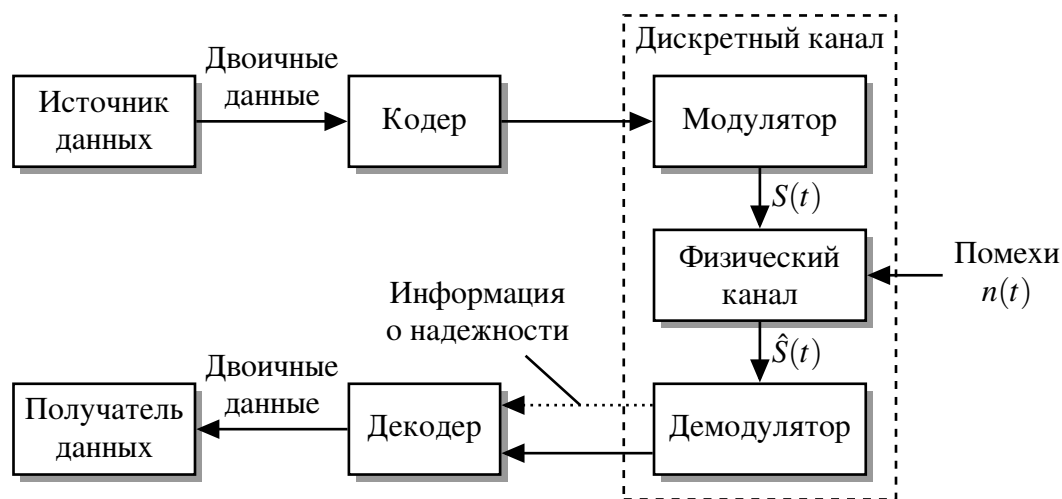 Дискретный канал
Двоичные
данные
Источник
данных
Кодер
Модулятор
S(t)
Физический
канал
Помехи
n(t)
Информация
о надежности
Ŝ(t)
Двоичные
данные
Получатель
данных
Декодер
Демодулятор